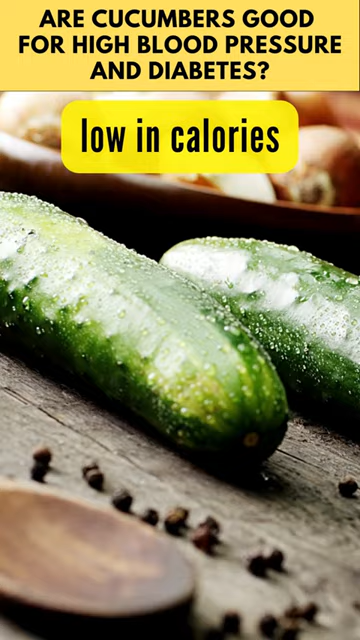 ARE CUCUMBERS GOOD
FOR HIGH BLOOD PRESSURE
AND DIABETES?
low in calories